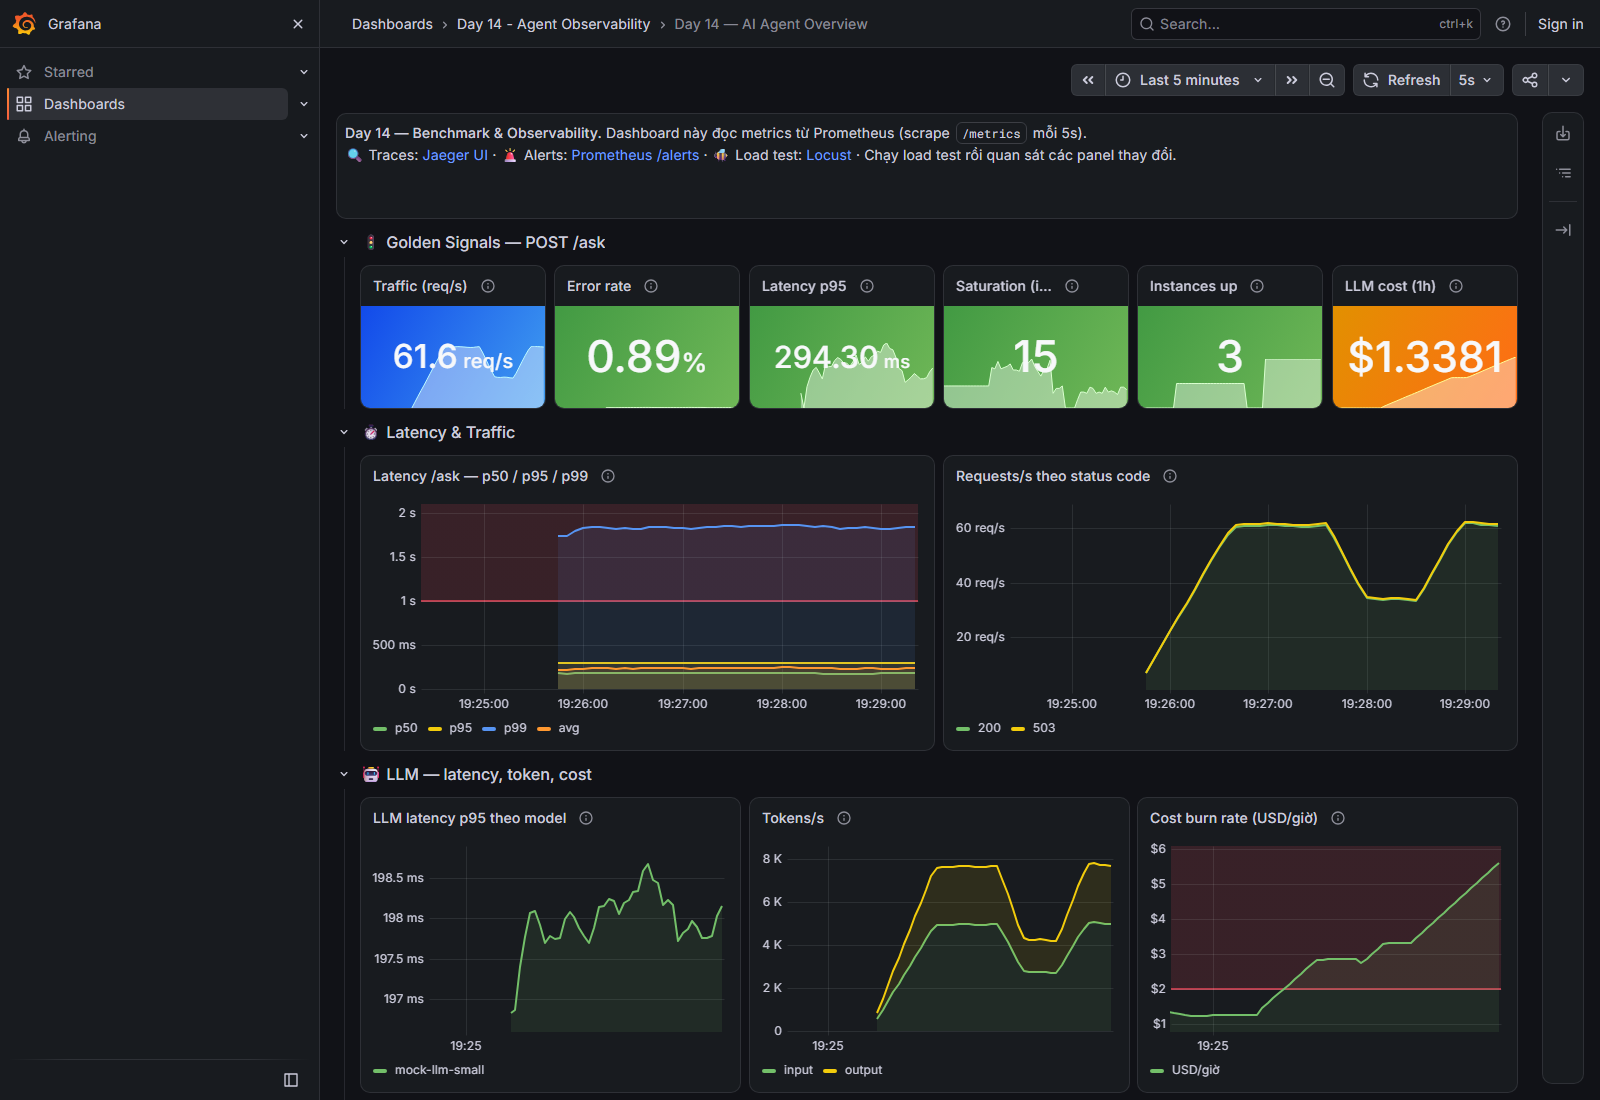 Grafana
Dashboards › Day 14 - Agent Observability › Day 14 — AI Agent Overview
Search...
ctrl+k
Sign in
Starred
Dashboards
Alerting
Last 5 minutes
Refresh
5s
Day 14 — Benchmark & Observability. Dashboard này đọc metrics từ Prometheus (scrape /metrics mỗi 5s).
Traces: Jaeger UI · Alerts: Prometheus /alerts · Load test: Locust · Chạy load test rồi quan sát các panel thay đổi.
Golden Signals — POST /ask
Traffic (req/s)
61.6 req/s
Error rate
0.89%
Latency p95
294.30 ms
Saturation (i...
15
Instances up
3
LLM cost (1h)
$1.3381
Latency & Traffic
Latency /ask — p50 / p95 / p99
2 s
1.5 s
1 s
500 ms
0 s
19:25:00
19:26:00
19:27:00
19:28:00
19:29:00
p50
p95
p99
avg
Requests/s theo status code
60 req/s
40 req/s
20 req/s
19:25:00
19:26:00
19:27:00
19:28:00
19:29:00
200
503
LLM — latency, token, cost
LLM latency p95 theo model
198.5 ms
198 ms
197.5 ms
197 ms
19:25
mock-llm-small
Tokens/s
8 K
6 K
4 K
2 K
0
19:25
input
output
Cost burn rate (USD/giờ)
$6
$5
$4
$3
$2
$1
19:25
USD/giờ